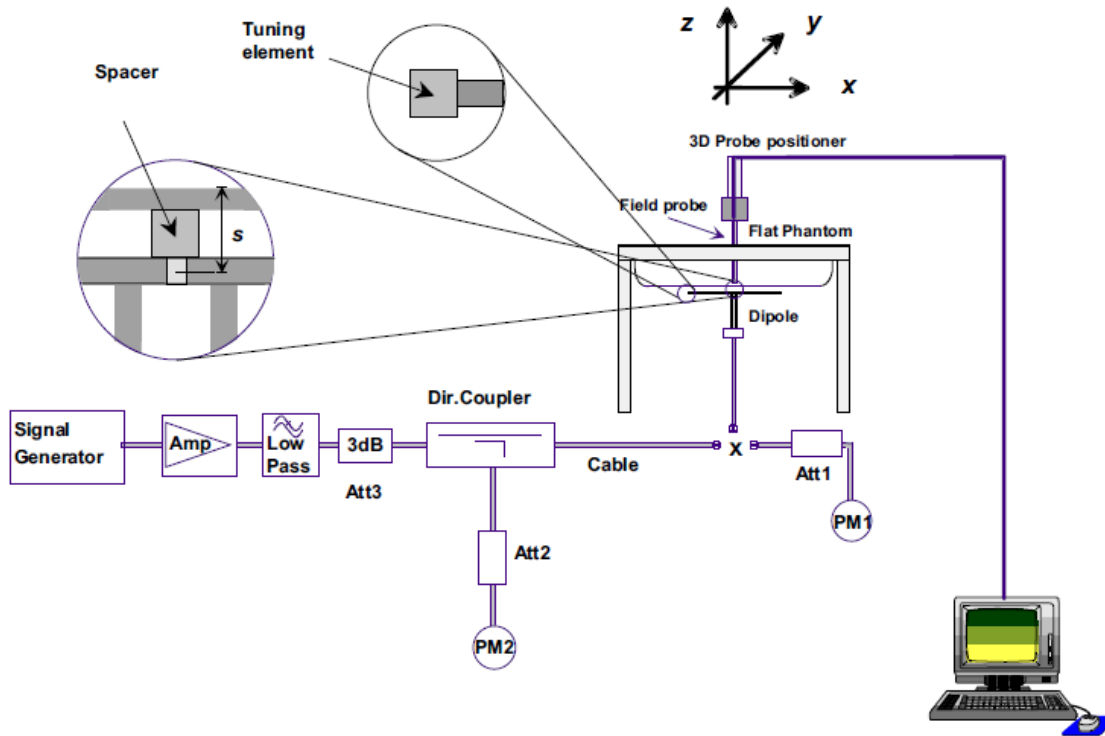 Tuning
element
Spacer
s
z
y
x
3D Probe positioner
Field probe
Flat Phantom
Dipole
Dir.Coupler
Signal
Generator
Amp
Low
Pass
3dB
Att3
Cable
X
Att1
PM1
Att2
PM2